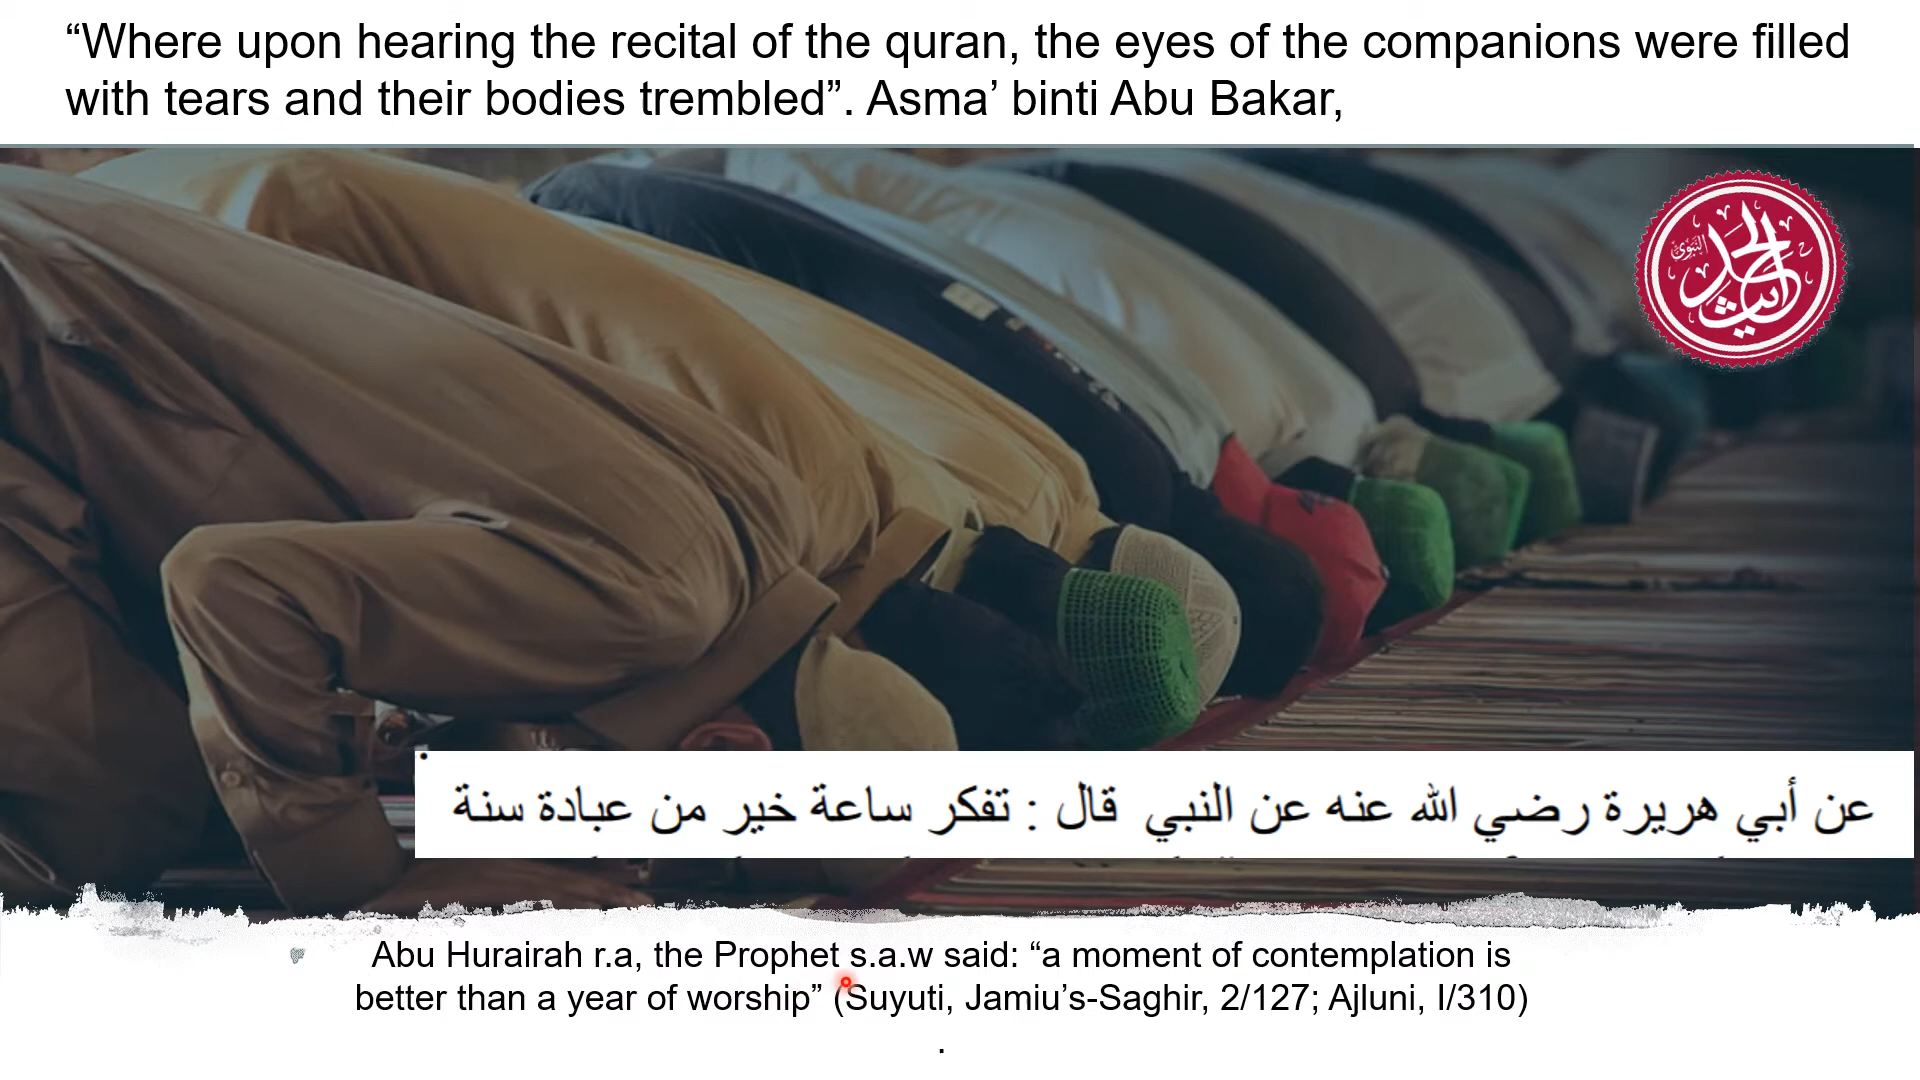 “Where upon hearing the recital of the quran, the eyes of the companions were filled
with tears and their bodies trembled”. Asma’ binti Abu Bakar,
الحديث
النبوي
عن أبي هريرة رضي الله عنه عن النبي قال : تفكر ساعة خير من عبادة سنة
Abu Hurairah r.a, the Prophet s.a.w said: “a moment of contemplation is
better than a year of worship” (Suyuti, Jamiu’s-Saghir, 2/127; Ajluni, I/310)
.